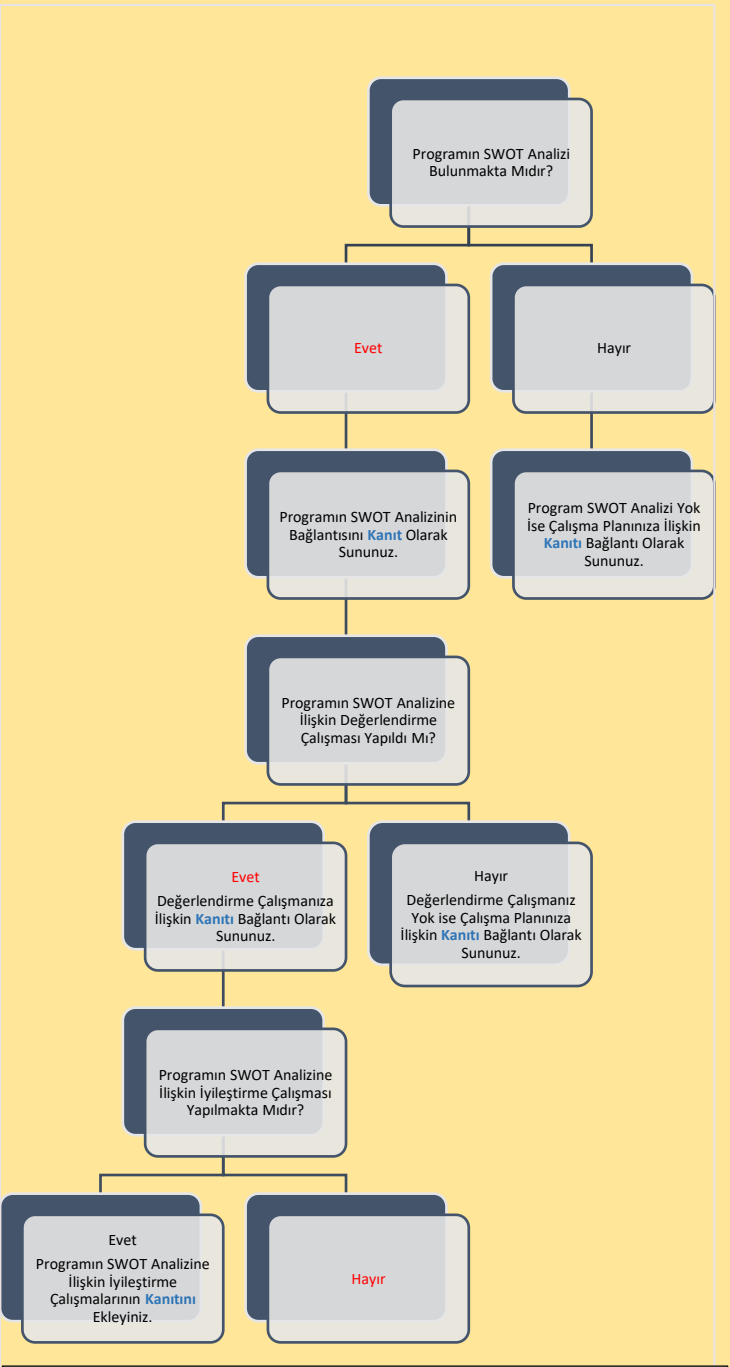 Programın SWOT Analizi
Bulunmakta Mıdır?
Evet
Hayır
Programın SWOT Analizinin
Bağlantısını Kanıt Olarak
Sununuz.
Program SWOT Analizi Yok
İse Çalışma Planınıza İlişkin
Kanıtı Bağlantı Olarak
Sununuz.
Programın SWOT Analizine
İlişkin Değerlendirme
Çalışması Yapıldı Mı?
Evet
Değerlendirme Çalışmanıza
İlişkin Kanıtı Bağlantı Olarak
Sununuz.
Hayır
Değerlendirme Çalışmanız
Yok ise Çalışma Planınıza
İlişkin Kanıtı Bağlantı Olarak
Sununuz.
Programın SWOT Analizine
İlişkin İyileştirme Çalışması
Yapılmakta Mıdır?
Evet
Programın SWOT Analizine
İlişkin İyileştirme
Çalışmalarının Kanıtını
Ekleyiniz.
Hayır